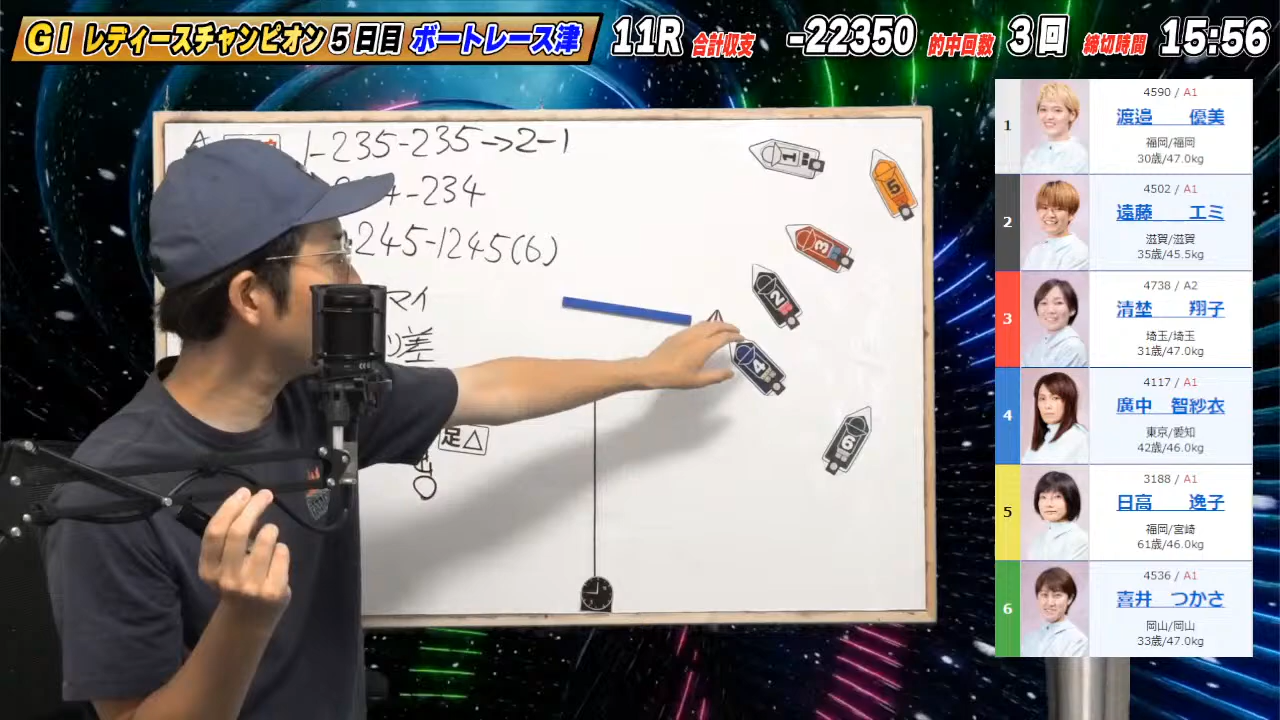 GⅠ レディースチャンピオン 5日目 ボートレース津
11R 合計収支 -22350 的中回数 3回 締切時間 15:56
1-235-235→2-1
4-234
245-1245(6)
マイ
差
足△
1
5
3
2
4
6
1
4590 / A1
渡邉 優美
福岡/福岡
30歳/47.0kg
2
4502 / A1
遠藤 エミ
滋賀/滋賀
35歳/45.5kg
3
4738 / A2
清埜 翔子
埼玉/埼玉
31歳/47.0kg
4
4117 / A1
廣中 智紗衣
東京/愛知
42歳/46.0kg
5
3188 / A1
日高 逸子
福岡/宮崎
61歳/46.0kg
6
4536 / A1
喜井 つかさ
岡山/岡山
33歳/47.0kg